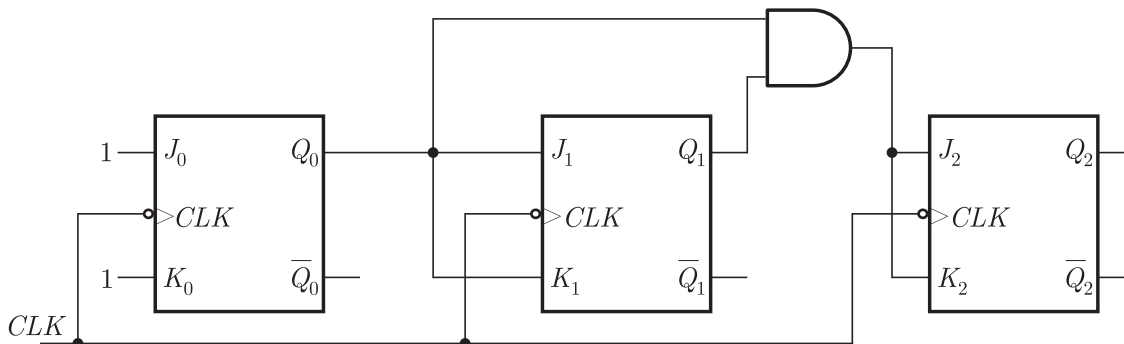 1 J₀ Q₀ J₁ Q₁ J₂ Q₂
CLK CLK CLK
1 K₀ Q̅₀ K₁ Q̅₁ K₂ Q̅₂
CLK